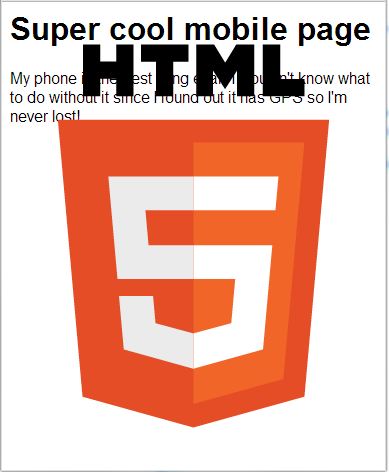 Super cool mobile page
HTML
My phone know what
to do without it since I found out it has GPS so I'm
never lost!
5